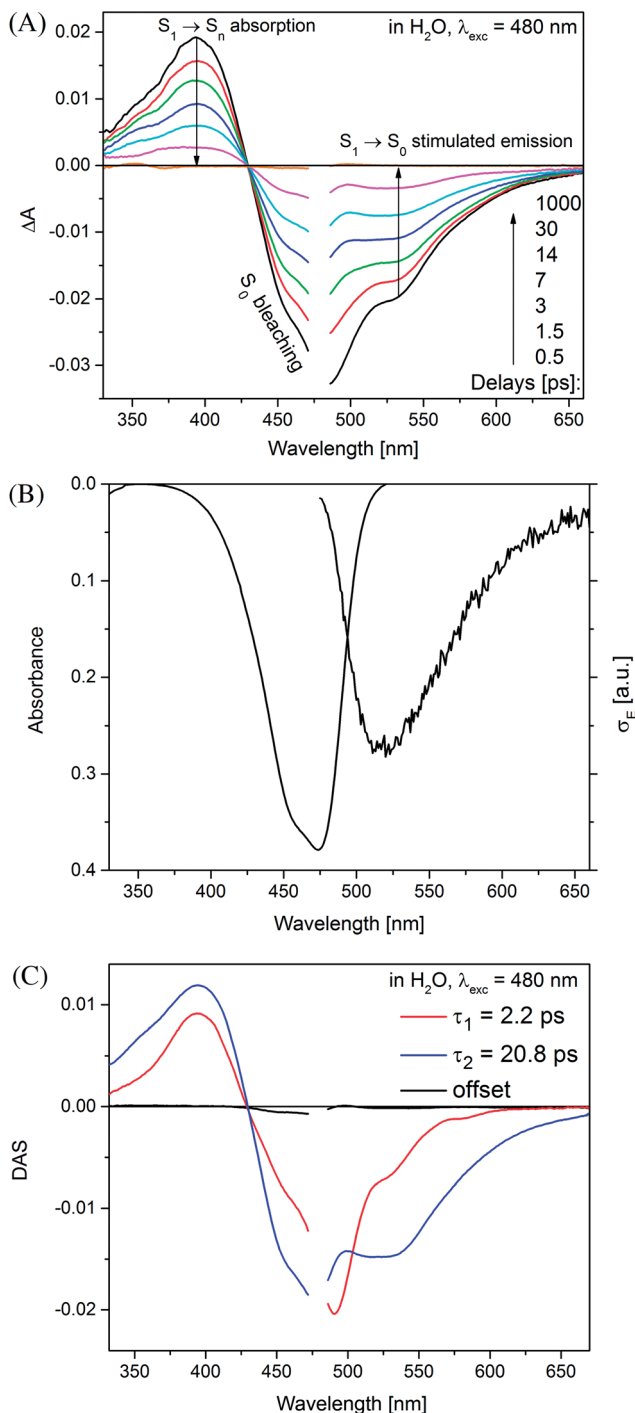 (A)
S1 → Sn absorption
in H2O, λexc = 480 nm
0.02
0.01
0.00
-0.01
-0.02
-0.03
ΔA
S1 → S0 stimulated emission
S0 bleaching
1000
30
14
7
3
1.5
0.5
Delays [ps]:
350 400 450 500 550 600 650
Wavelength [nm]
(B)
0.0
0.1
0.2
0.3
0.4
Absorbance
σE [a.u.]
350 400 450 500 550 600 650
Wavelength [nm]
(C)
in H2O, λexc = 480 nm
τ1 = 2.2 ps
τ2 = 20.8 ps
offset
0.01
0.00
-0.01
-0.02
DAS
350 400 450 500 550 600 650
Wavelength [nm]